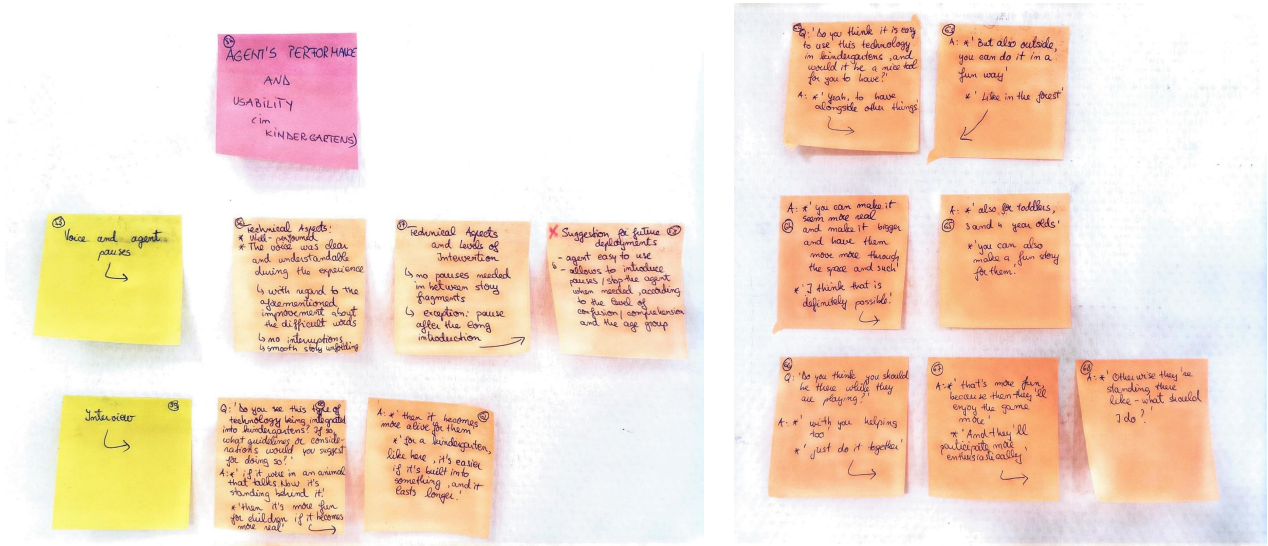 AGENT'S PERFORMANCE
AND
USABILITY
(in
KINDERGARTENS)
Voice and agent
pauses
Technical Aspects:
* Well-performed
* The voice was clear
and understandable
during the experience
↳ with regard to the
aforementioned
improvement about
the difficult words
↳ no interruptions
↳ smooth story unfolding
Technical Aspects
and Levels of
Intervention
↳ no pauses needed
in between story
fragments
↳ exception: pause
after the long
introduction
Suggestion for future
deployments
- agent easy to use
- allows to introduce
pauses / stop the agent
when needed, according
to the level of
confusion/comprehension
and the age group
Interview
Q: 'Do you see this type of
technology being integrated
into kindergartens? If so,
what guidelines or conside-
nations would you suggest
for doing so?'
A: * 'if it were in an animal
that talks. Now it's
standing behind it.'
* 'then it's more fun
for children if it becomes
more real'
A: * 'then it becomes
more alive for them'
* 'for a kindergarten,
like here, it's easier
if it's built into
something, and it
lasts longer.'
Q: 'Do you think it is easy
to use this technology
in kindergartens, and
would it be a nice tool
for you to have?'
A: * 'Yeah, to have
alongside other things'
63
A: * 'But also outside,
you can do it in a
fun way'
* 'Like in the forest'
64
A: * 'you can make it
seem more real
and make it bigger
and have them
move more through
the space and such'
* 'I think that is
definitely possible.'
65
A: * 'also for toddlers,
3 and 4 year olds'
* 'you can also
make a fun story
for them.'
66
Q: 'Do you think you should
be there while they
are playing?'
A: * 'with you helping
too'
* 'just do it together'
67
A: * 'that's more fun,
because then they'll
enjoy the game
more'
* 'And they'll
participate more
enthusiastically'
68
A: * 'Otherwise they're
standing there
like - what should
I do?'